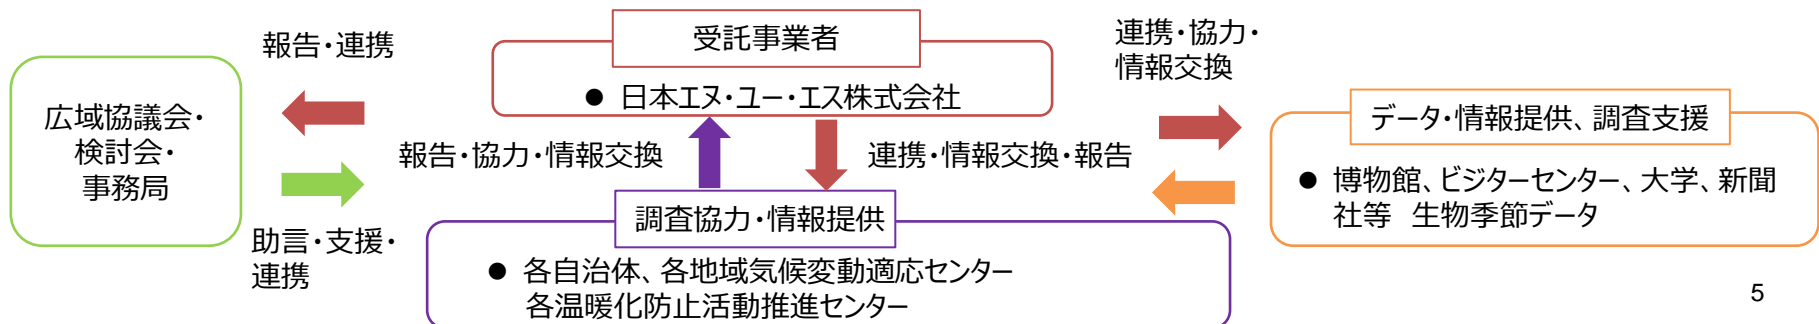 報告・連携
広域協議会・
検討会・
事務局
助言・支援・
連携
受託事業者
● 日本エヌ・ユー・エス株式会社
報告・協力・情報交換
連携・情報交換・報告
調査協力・情報提供
● 各自治体、各地域気候変動適応センター
各温暖化防止活動推進センター
連携・協力・
情報交換
データ・情報提供、調査支援
● 博物館、ビジターセンター、大学、新聞
社等 生物季節データ
5